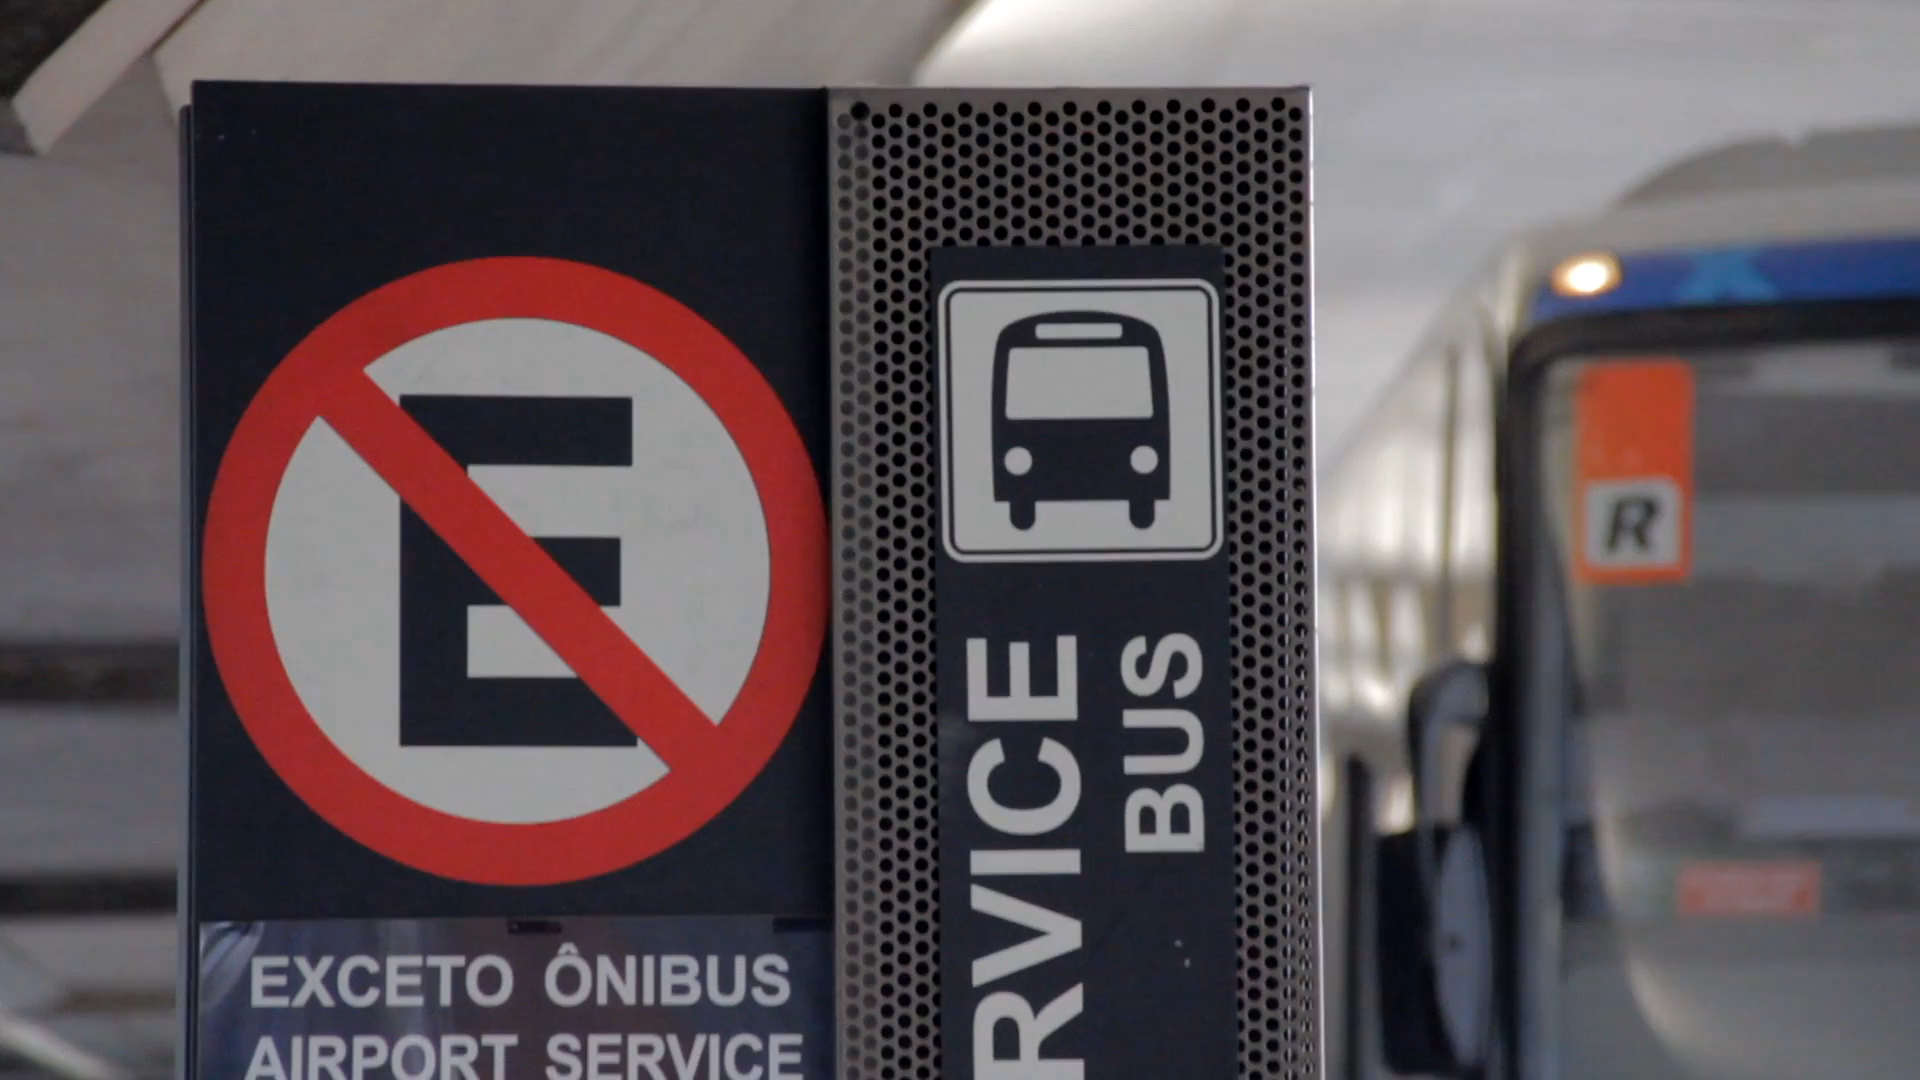 E
EXCETO ÔNIBUS
AIRPORT SERVICE
RVICE
BUS
R